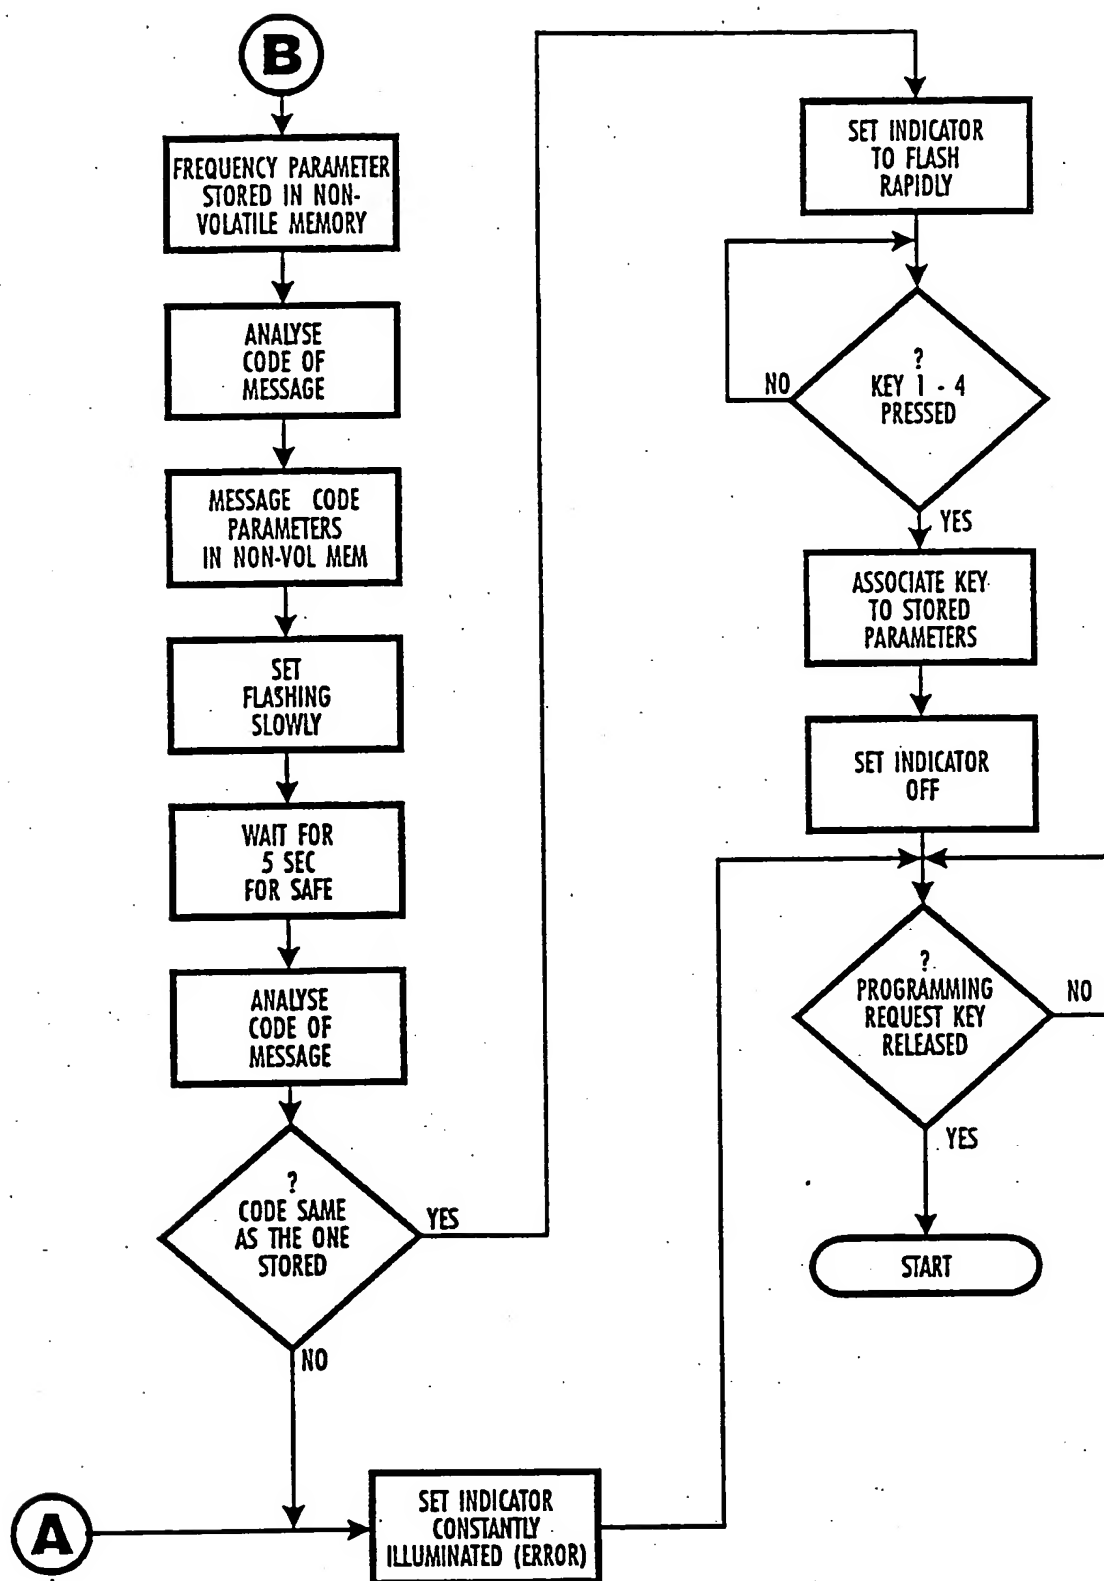 B
FREQUENCY PARAMETER
STORED IN NON-
VOLATILE MEMORY
ANALYSE
CODE OF
MESSAGE
MESSAGE CODE
PARAMETERS
IN NON-VOL MEM
SET
FLASHING
SLOWLY
WAIT FOR
5 SEC
FOR SAFE
ANALYSE
CODE OF
MESSAGE
?
CODE SAME
AS THE ONE
STORED
YES
NO
A
SET INDICATOR
CONSTANTLY
ILLUMINATED (ERROR)
SET INDICATOR
TO FLASH
RAPIDLY
?
KEY 1 - 4
PRESSED
NO
YES
ASSOCIATE KEY
TO STORED
PARAMETERS
SET INDICATOR
OFF
?
PROGRAMMING
REQUEST KEY
RELEASED
NO
YES
START